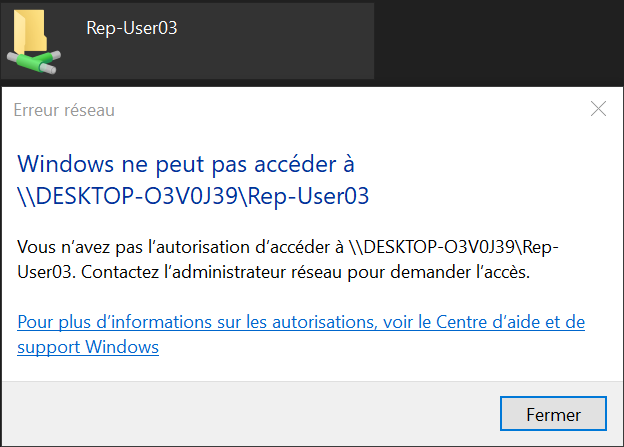 Rep-User03
Erreur réseau
Windows ne peut pas accéder à
\\DESKTOP-O3V0J39\Rep-User03
Vous n’avez pas l’autorisation d’accéder à \\DESKTOP-O3V0J39\Rep-
User03. Contactez l’administrateur réseau pour demander l’accès.
Pour plus d’informations sur les autorisations, voir le Centre d’aide et de
support Windows
Fermer